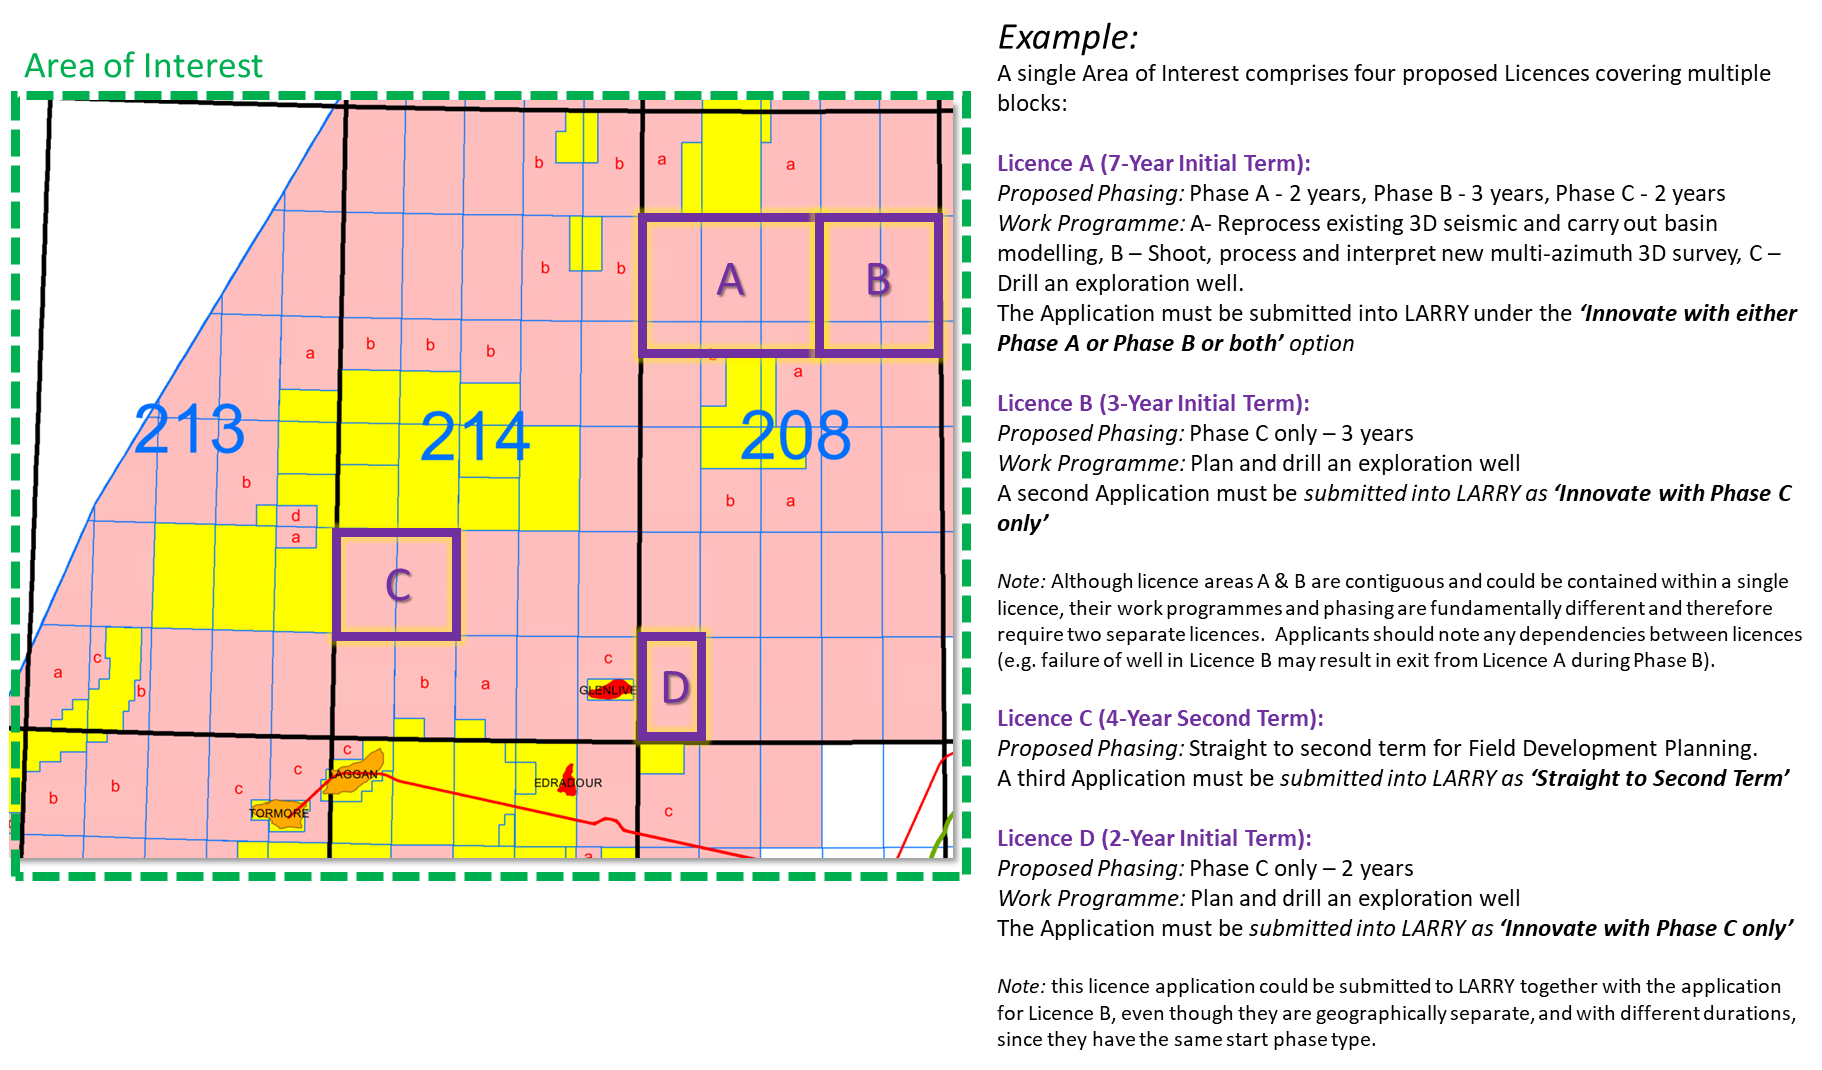 Area of Interest
b
b
a
a
b
b
A
B
a
b
b
b
a
213
214
208
b
b
a
d
a
C
a
c
b
b
a
c
GLENLIVE
D
c
AGGAN
EDRADOUR
b
b
c
c
TORMORE
c
Example:
A single Area of Interest comprises four proposed Licences covering multiple
blocks:
Licence A (7-Year Initial Term):
Proposed Phasing: Phase A - 2 years, Phase B - 3 years, Phase C - 2 years
Work Programme: A- Reprocess existing 3D seismic and carry out basin
modelling, B – Shoot, process and interpret new multi-azimuth 3D survey, C –
Drill an exploration well.
The Application must be submitted into LARRY under the ‘Innovate with either
Phase A or Phase B or both’ option
Licence B (3-Year Initial Term):
Proposed Phasing: Phase C only – 3 years
Work Programme: Plan and drill an exploration well
A second Application must be submitted into LARRY as ‘Innovate with Phase C
only’
Note: Although licence areas A & B are contiguous and could be contained within a single
licence, their work programmes and phasing are fundamentally different and therefore
require two separate licences. Applicants should note any dependencies between licences
(e.g. failure of well in Licence B may result in exit from Licence A during Phase B).
Licence C (4-Year Second Term):
Proposed Phasing: Straight to second term for Field Development Planning.
A third Application must be submitted into LARRY as ‘Straight to Second Term’
Licence D (2-Year Initial Term):
Proposed Phasing: Phase C only – 2 years
Work Programme: Plan and drill an exploration well
The Application must be submitted into LARRY as ‘Innovate with Phase C only’
Note: this licence application could be submitted to LARRY together with the application
for Licence B, even though they are geographically separate, and with different durations,
since they have the same start phase type.